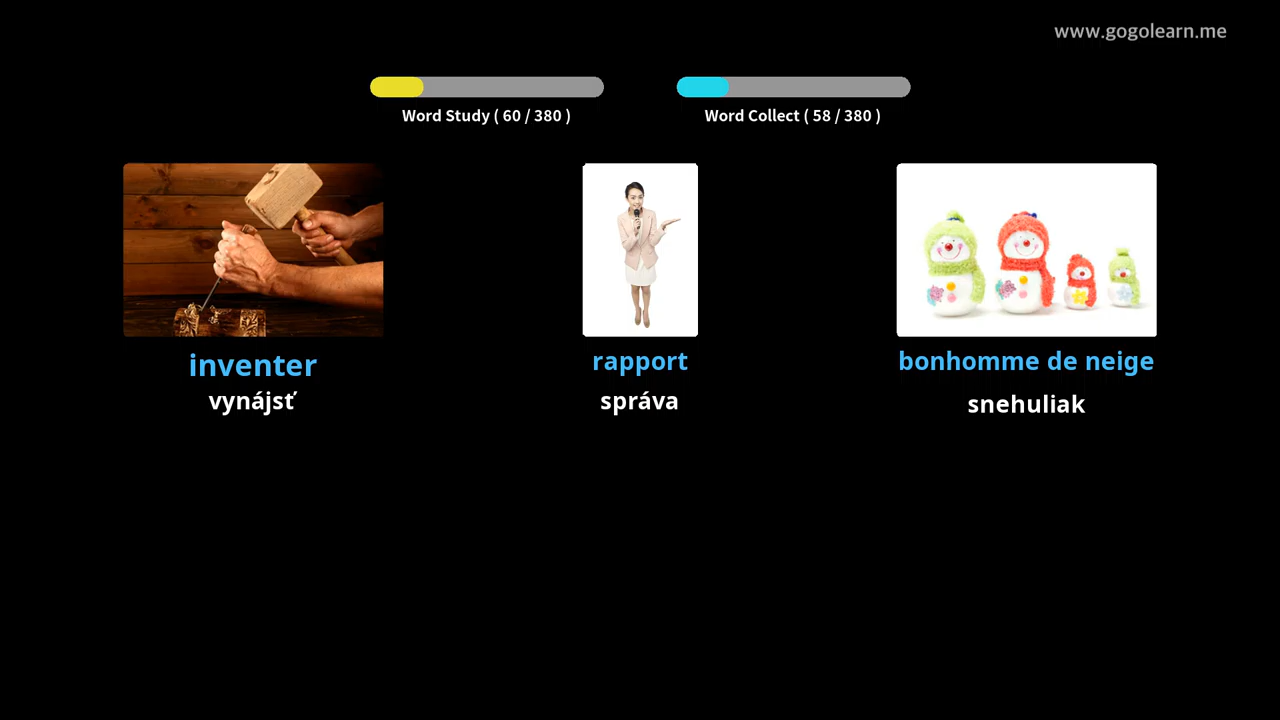 www.gogolearn.me
Word Study ( 60 / 380 )
Word Collect ( 58 / 380 )
inventer
vynájsť
rapport
správa
bonhomme de neige
snehuliak